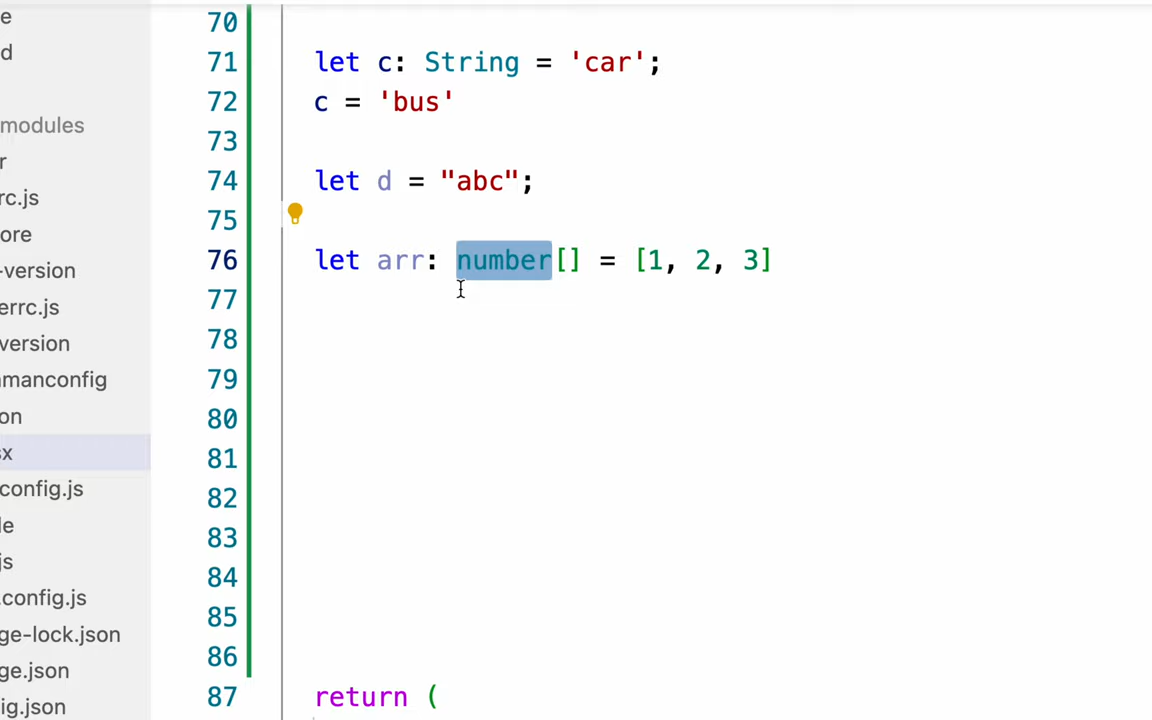 e
d
modules
r
rc.js
ore
-version
errc.js
version
manconfig
on
sx
config.js
le
js
.config.js
ge-lock.json
ge.json
ig.json
70
71 let c: String = 'car';
72 c = 'bus'
73
74 let d = "abc";
75
76 let arr: number[] = [1, 2, 3]
77
78
79
80
81
82
83
84
85
86
87 return (